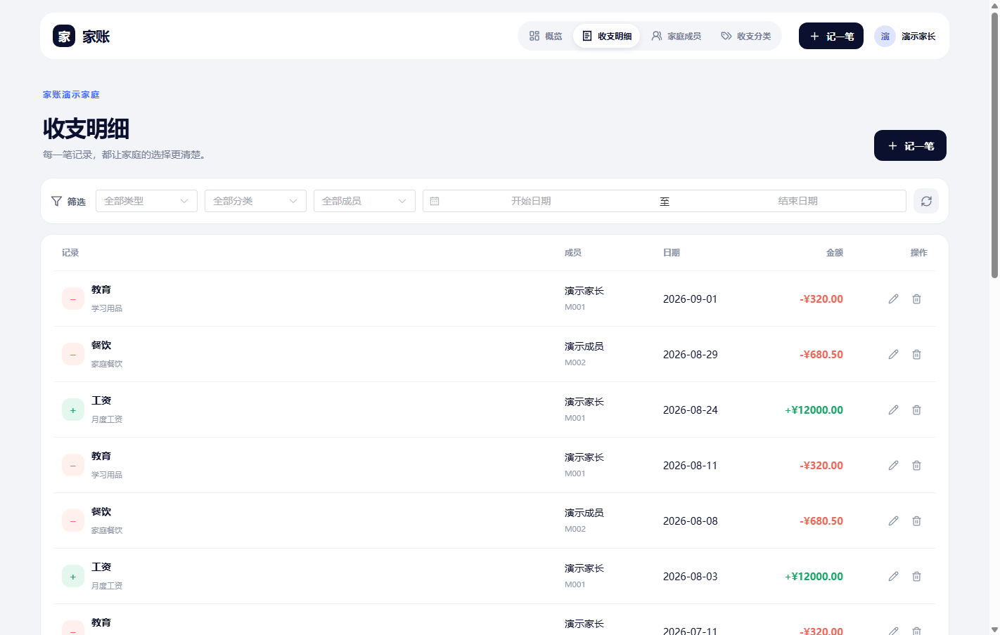 家 家账
概览 收支明细 家庭成员 收支分类 + 记一笔 演 演示家长
家账演示家庭
收支明细
每一笔记录，都让家庭的选择更清楚。
+ 记一笔
筛选 全部类型 全部分类 全部成员 开始日期 至 结束日期
记录 成员 日期 金额 操作
教育 演示家长 2026-09-01 -¥320.00
学习用品 M001
餐饮 演示成员 2026-08-29 -¥680.50
家庭餐饮 M002
工资 演示家长 2026-08-24 +¥12000.00
月度工资 M001
教育 演示家长 2026-08-11 -¥320.00
学习用品 M001
餐饮 演示成员 2026-08-08 -¥680.50
家庭餐饮 M002
工资 演示家长 2026-08-03 +¥12000.00
月度工资 M001
教育 演示家长 2026-07-11 -¥320.00